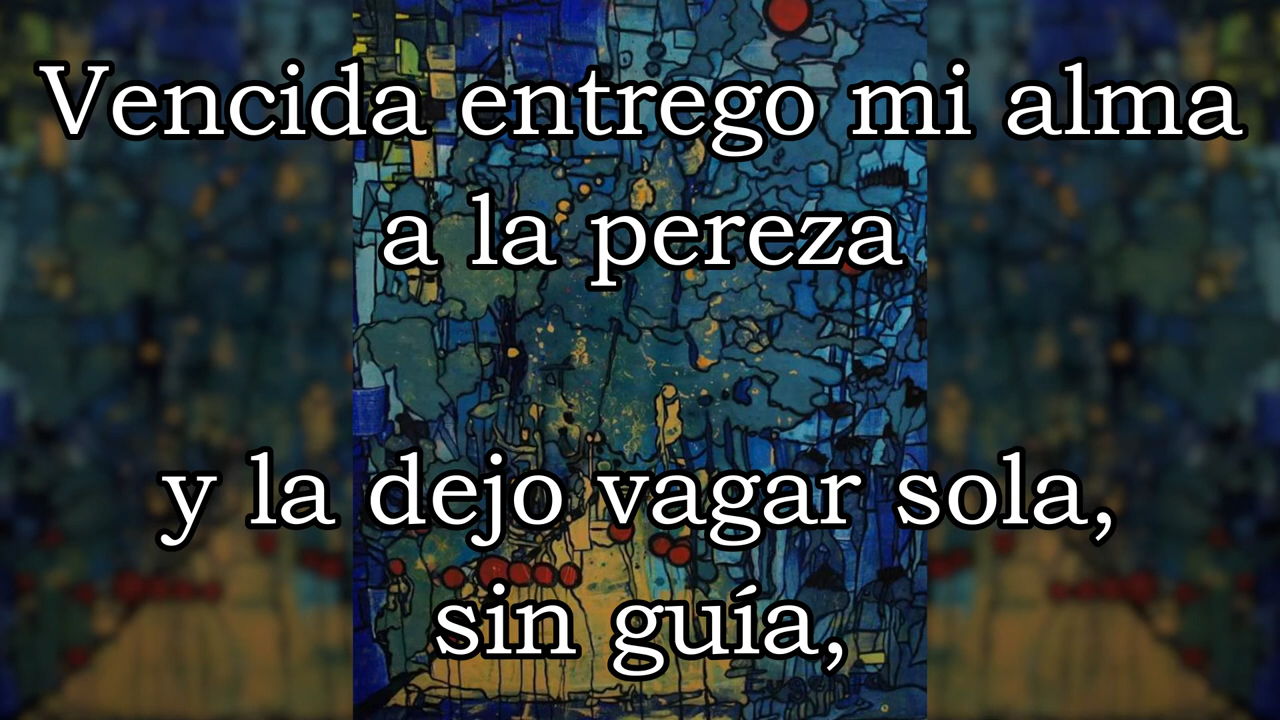 Vencida entrego mi alma
a la pereza
y la dejo vagar sola,
sin guía,